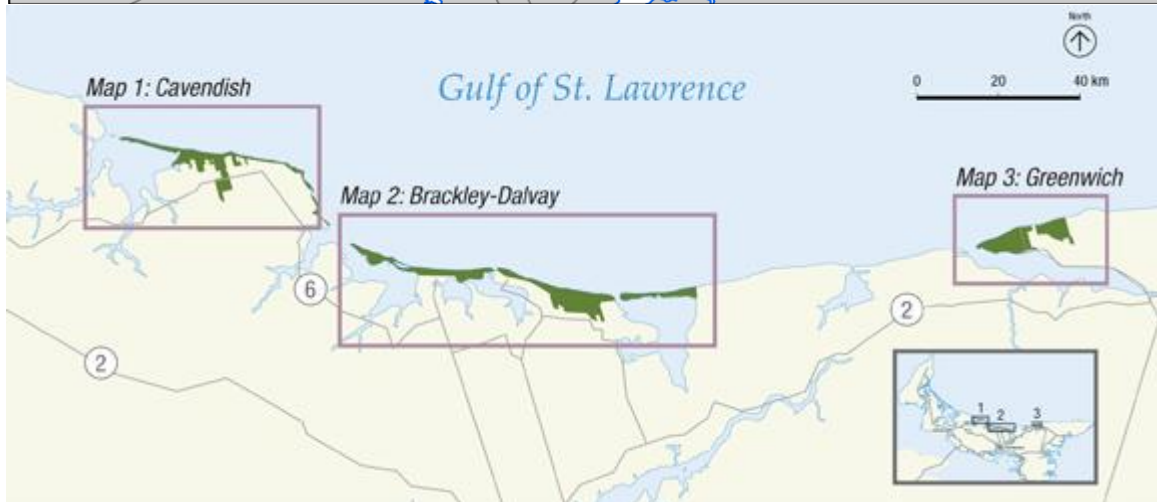 North
Map 1: Cavendish
Gulf of St. Lawrence
0 20 40 km
Map 2: Brackley-Dalvay
Map 3: Greenwich
6
2
2
1
2
3